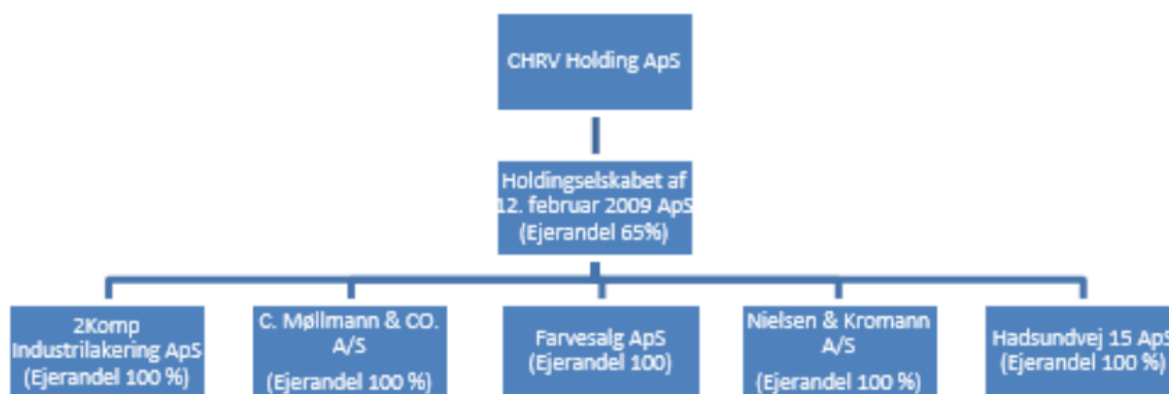 CHRV Holding ApS
Holdingselskabet af
12. februar 2009 ApS
(Ejerandel 65%)
2Komp
Industrilakering ApS
(Ejerandel 100 %)
C. Møllmann & CO.
A/S
(Ejerandel 100 %)
Farvesalg ApS
(Ejerandel 100)
Nielsen & Kromann
A/S
(Ejerandel 100 %)
Hadsundvej 15 ApS
(Ejerandel 100 %)